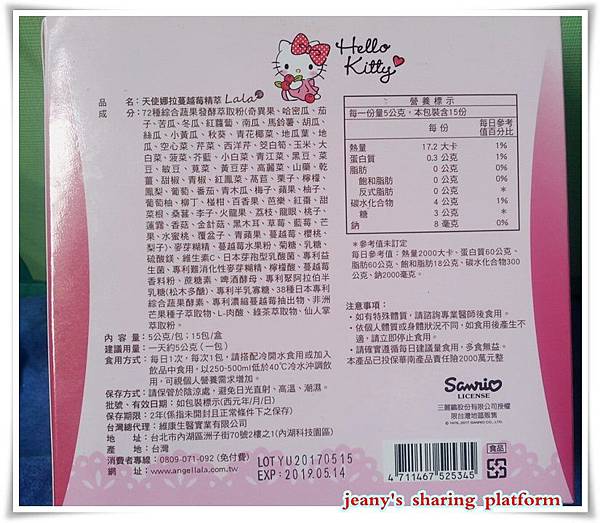 Hello
Kitty
品　名：天使娜拉蔓越莓精萃 Lala
成　分：72種綜合蔬果發酵萃取粉(奇異果、哈密瓜、茄
子、苦瓜、冬瓜、紅蘿蔔、南瓜、馬鈴薯、胡瓜、
絲瓜、小黃瓜、秋葵、青花椰菜、地瓜葉、地
瓜、空心菜、芹菜、西洋芹、筊白筍、玉米、大
白菜、菠菜、芥藍、小白菜、青江菜、黑豆、菜
豆、敏豆、莧菜、黃豆芽、高麗菜、山藥、乾
薑、甜椒、青椒、紅鳳菜、萵苣、栗子、檸檬、
鳳梨、葡萄、番茄、青木瓜、梅子、蘋果、柚子、
葡萄柚、柳丁、椪柑、百香果、芭樂、紅棗、甜
菜根、桑葚、李子、火龍果、荔枝、龍眼、桃子、
蓮霧、香菇、金針菇、黑木耳、草莓、藍莓、芒
果、水蜜桃、覆盆子、青蘋果、蔓越莓、櫻桃、
梨子)、麥芽糊精、蔓越莓水果粉、菊糖、乳糖、
硫酸鎂、維生素C、日本芽孢型乳酸菌、專利益
生菌、專利難消化性麥芽糊精、檸檬酸、蔓越莓
香料粉、蔗糖素、啤酒酵母、專利聚阿拉伯半
乳糖(松木多醣)、專利半乳寡糖、38種日本專利
綜合蔬果酵素、專利濃縮蔓越莓抽出物、非洲
芒果種子萃取物、L-肉酸、綠茶萃取物、仙人掌
萃取粉。
內　容：5公克/包；15包/盒
建議用量：一天約5公克(一包)
食用方式：每日1次，每次1包，請搭配冷開水食用或加入
飲品中食用，以250-500ml低於40℃冷水沖調飲
用，可視個人營養需求增加。
保存方式：請保管於陰涼處，避免日光直射、高溫、潮濕。
批號、有效日期：如包裝標示(西元年/月/日)
保存期限：2年(係指未開封且正常條件下之保存)
台灣總代理：維康生醫實業有限公司
地　址：台北市內湖區洲子街70號2樓之1(內湖科技園區)
產　地：台灣
消費者專線：0809-071-092 (免付費)
網　址：www.angellala.com.tw
LOT YU20170515
EXP : 2019.05.14
營養標示
每一份量5公克，本包裝含15份
每份 每日參考值百分比
熱量 17.2 大卡 1%
蛋白質 0.3 公克 1%
脂肪 0 公克 0%
飽和脂肪 0 公克 0%
反式脂肪 0 公克 *
碳水化合物 4 公克 1%
糖 3 公克 *
鈉 8 毫克 0%
＊參考值未訂定
每日參考值：熱量2000大卡、蛋白質60公克、
脂肪60公克、飽和脂肪18公克、碳水化合物300
公克、鈉2000毫克。
注意事項：
・如有特殊體質，請諮詢專業醫師後食用。
・依個人體質或身體狀況不同，如食用後產生不
適，請立即停止食用。
・請確實遵循每日建議量食用，多食無益。
本產品已投保華南產品責任險2000萬元整
Sanrio
LICENSE
三麗鷗股份有限公司授權
限台灣地區販售
© 1976, 2017 SANRIO CO., LTD.
食品
4 711467 525345
jeany's sharing platform